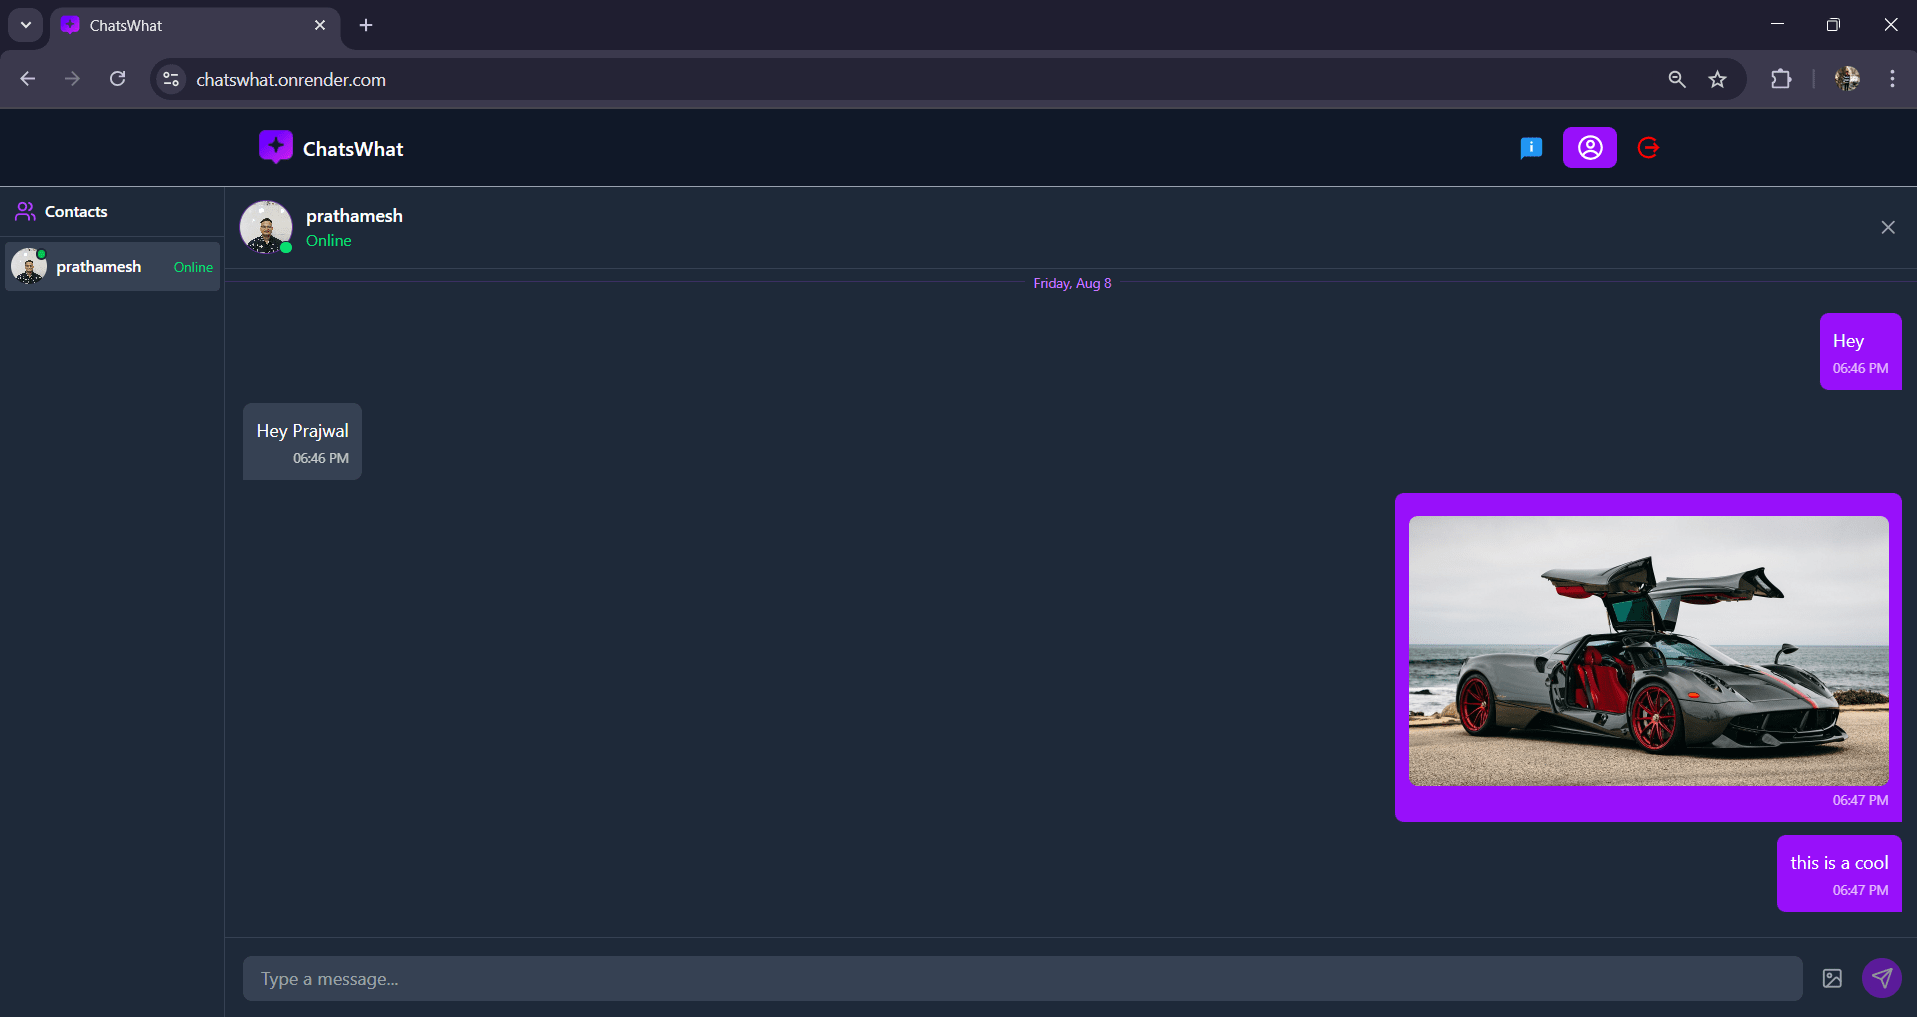 ChatsWhat
chatswhat.onrender.com
ChatsWhat
Contacts
prathamesh
Online
prathamesh
Online
Friday, Aug 8
Hey
06:46 PM
Hey Prajwal
06:46 PM
06:47 PM
this is a cool
06:47 PM
Type a message...